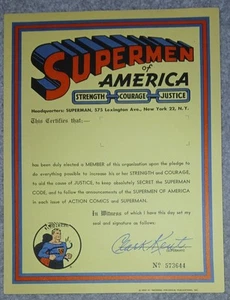 SUPERMEN
of
AMERICA
STRENGTH COURAGE JUSTICE
Headquarters: SUPERMAN, 575 Lexington Ave., New York 22, N.Y.
This Certifies that:—
has been duly elected a MEMBER of this organization upon the pledge to
do everything possible to increase his or her STRENGTH and COURAGE,
to aid the cause of JUSTICE, to keep absolutely SECRET the SUPERMAN
CODE, and to follow the announcements of the SUPERMEN OF AMERICA
in each issue of ACTION COMICS and SUPERMAN.
In Witness of which I have this day set my
seal and signature as follows:
Clark Kent
Nº 573644